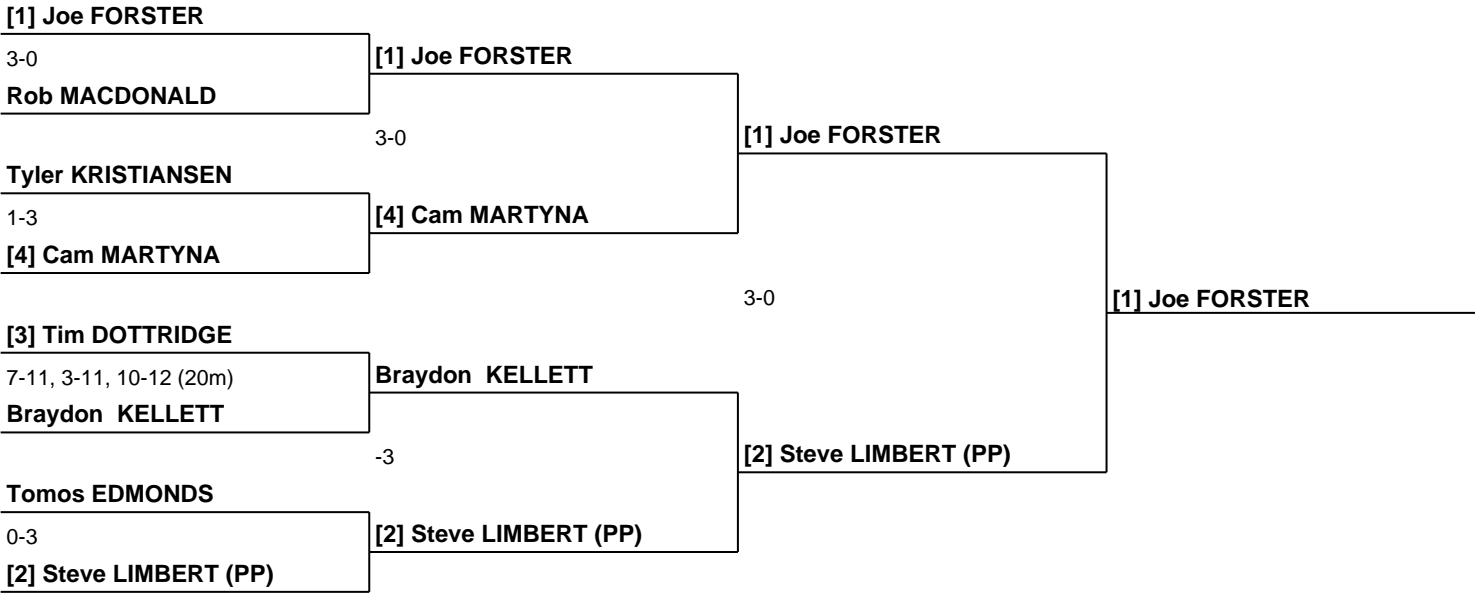 [1] Joe FORSTER
3-0
Rob MACDONALD
[1] Joe FORSTER
3-0
Tyler KRISTIANSEN
1-3
[4] Cam MARTYNA
[4] Cam MARTYNA
[1] Joe FORSTER
3-0
[1] Joe FORSTER
[3] Tim DOTTRIDGE
7-11, 3-11, 10-12 (20m)
Braydon  KELLETT
Braydon  KELLETT
-3
Tomos EDMONDS
0-3
[2] Steve LIMBERT (PP)
[2] Steve LIMBERT (PP)
[2] Steve LIMBERT (PP)